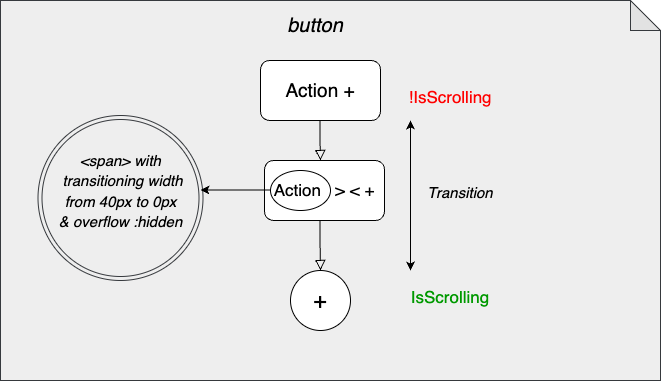 button
Action +
!IsScrolling
<span> with
transitioning width
from 40px to 0px
& overflow :hidden
Action > < +
Transition
+
IsScrolling